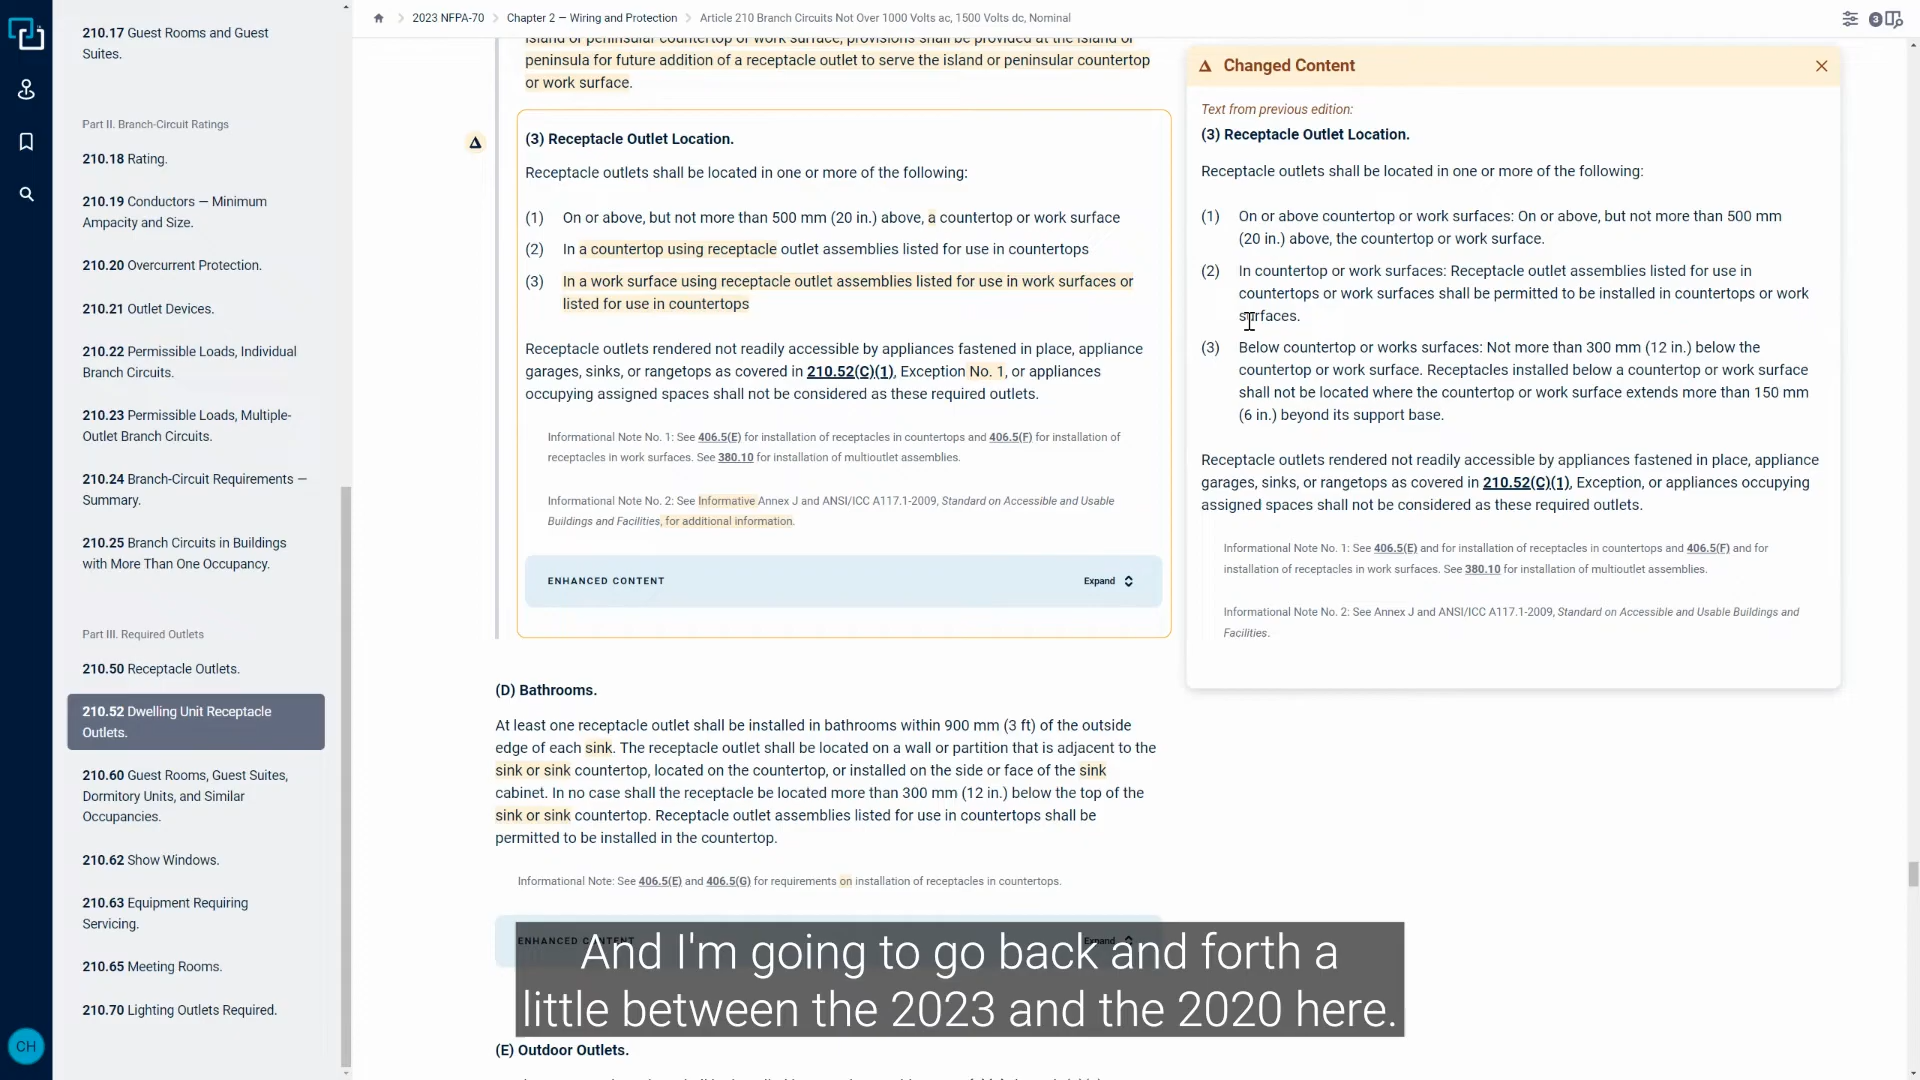 2023 NFPA-70
Chapter 2 — Wiring and Protection
Article 210 Branch Circuits Not Over 1000 Volts ac, 1500 Volts dc, Nominal
3
210.17 Guest Rooms and Guest
Suites.
Part II. Branch-Circuit Ratings
210.18 Rating.
210.19 Conductors — Minimum
Ampacity and Size.
210.20 Overcurrent Protection.
210.21 Outlet Devices.
210.22 Permissible Loads, Individual
Branch Circuits.
210.23 Permissible Loads, Multiple-
Outlet Branch Circuits.
210.24 Branch-Circuit Requirements —
Summary.
210.25 Branch Circuits in Buildings
with More Than One Occupancy.
Part III. Required Outlets
210.50 Receptacle Outlets.
210.52 Dwelling Unit Receptacle
Outlets.
210.60 Guest Rooms, Guest Suites,
Dormitory Units, and Similar
Occupancies.
210.62 Show Windows.
210.63 Equipment Requiring
Servicing.
210.65 Meeting Rooms.
210.70 Lighting Outlets Required.
CH
island or peninsular countertop or work surface, provisions shall be provided at the island or
peninsula for future addition of a receptacle outlet to serve the island or peninsular countertop
or work surface.
(3) Receptacle Outlet Location.
Receptacle outlets shall be located in one or more of the following:
(1) On or above, but not more than 500 mm (20 in.) above, a countertop or work surface
(2) In a countertop using receptacle outlet assemblies listed for use in countertops
(3) In a work surface using receptacle outlet assemblies listed for use in work surfaces or
listed for use in countertops
Receptacle outlets rendered not readily accessible by appliances fastened in place, appliance
garages, sinks, or rangetops as covered in 210.52(C)(1), Exception No. 1, or appliances
occupying assigned spaces shall not be considered as these required outlets.
Informational Note No. 1: See 406.5(E) for installation of receptacles in countertops and 406.5(F) for installation of
receptacles in work surfaces. See 380.10 for installation of multioutlet assemblies.
Informational Note No. 2: See Informative Annex J and ANSI/ICC A117.1-2009, Standard on Accessible and Usable
Buildings and Facilities, for additional information.
ENHANCED CONTENT
Expand
(D) Bathrooms.
At least one receptacle outlet shall be installed in bathrooms within 900 mm (3 ft) of the outside
edge of each sink. The receptacle outlet shall be located on a wall or partition that is adjacent to the
sink or sink countertop, located on the countertop, or installed on the side or face of the sink
cabinet. In no case shall the receptacle be located more than 300 mm (12 in.) below the top of the
sink or sink countertop. Receptacle outlet assemblies listed for use in countertops shall be
permitted to be installed in the countertop.
Informational Note: See 406.5(E) and 406.5(G) for requirements on installation of receptacles in countertops.
ENHANCED CONTENT
Expand
And I'm going to go back and forth a
little between the 2023 and the 2020 here.
(E) Outdoor Outlets.
Changed Content
Text from previous edition:
(3) Receptacle Outlet Location.
Receptacle outlets shall be located in one or more of the following:
(1) On or above countertop or work surfaces: On or above, but not more than 500 mm
(20 in.) above, the countertop or work surface.
(2) In countertop or work surfaces: Receptacle outlet assemblies listed for use in
countertops or work surfaces shall be permitted to be installed in countertops or work
surfaces.
(3) Below countertop or works surfaces: Not more than 300 mm (12 in.) below the
countertop or work surface. Receptacles installed below a countertop or work surface
shall not be located where the countertop or work surface extends more than 150 mm
(6 in.) beyond its support base.
Receptacle outlets rendered not readily accessible by appliances fastened in place, appliance
garages, sinks, or rangetops as covered in 210.52(C)(1), Exception, or appliances occupying
assigned spaces shall not be considered as these required outlets.
Informational Note No. 1: See 406.5(E) and for installation of receptacles in countertops and 406.5(F) and for
installation of receptacles in work surfaces. See 380.10 for installation of multioutlet assemblies.
Informational Note No. 2: See Annex J and ANSI/ICC A117.1-2009, Standard on Accessible and Usable Buildings and
Facilities.